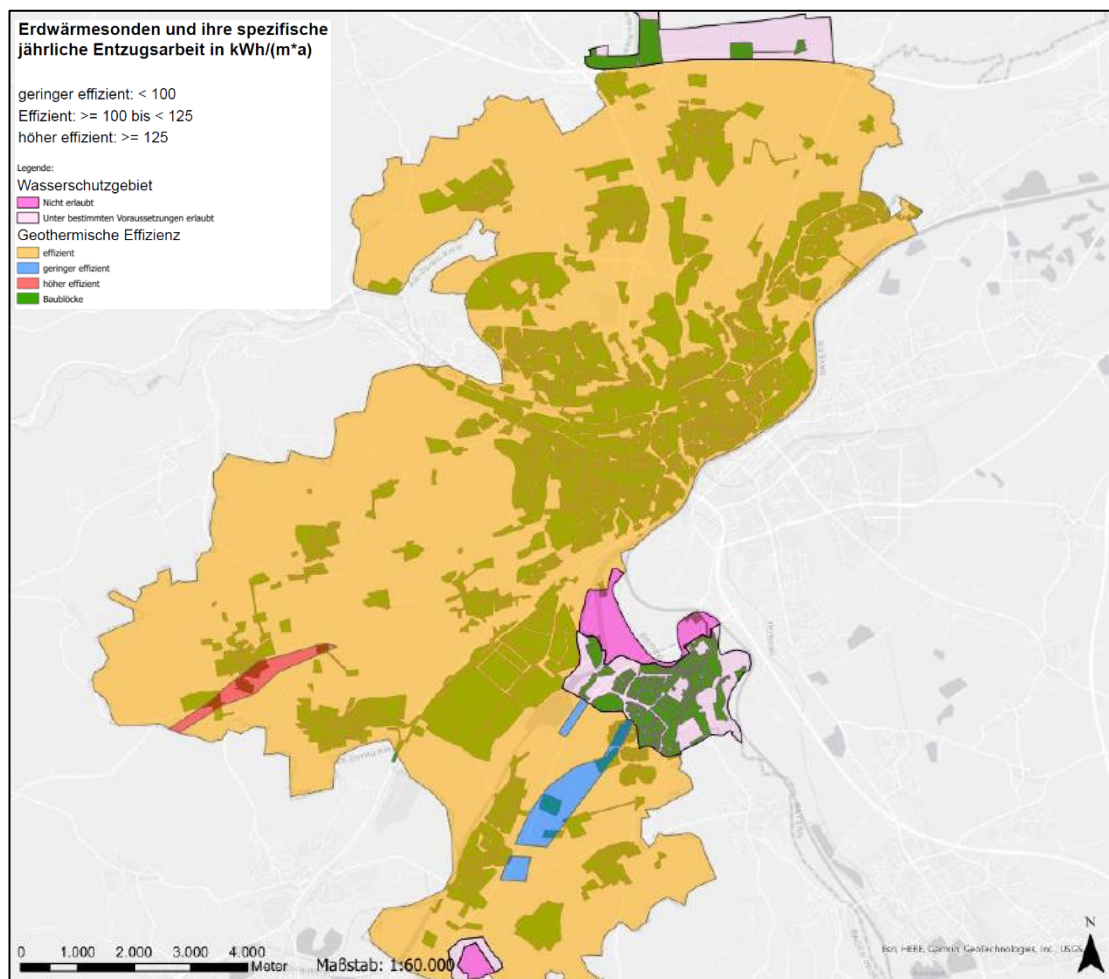 Erdwärmesonden und ihre spezifische
jährliche Entzugsarbeit in kWh/(m*a)
geringer effizient: < 100
Effizient: >= 100 bis < 125
höher effizient: >= 125
Legende:
Wasserschutzgebiet
Nicht erlaubt
Unter bestimmten Voraussetzungen erlaubt
Geothermische Effizienz
effizient
geringer effizient
höher effizient
Baublöcke
BAYERN
BAYERN
0 1.000 2.000 3.000 4.000
Meter
Maßstab: 1:60.000
N
Esri, HERE, Garmin, GeoTechnologies, Inc., USGS